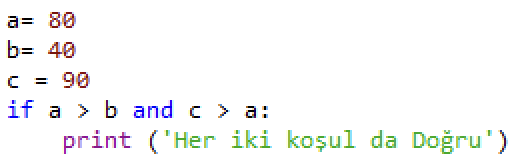 a= 80
b= 40
c = 90
if a > b and c > a:
    print ('Her iki koşul da Doğru')